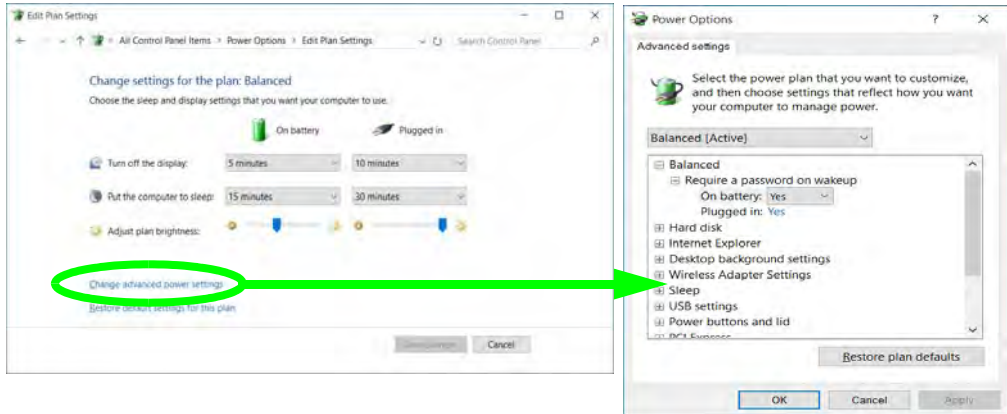 Edit Plan Settings
All Control Panel Items > Power Options > Edit Plan Settings
Search Control Panel
Change settings for the plan: Balanced
Choose the sleep and display settings that you want your computer to use.
On battery
Plugged in
Turn off the display:
5 minutes
10 minutes
Put the computer to sleep:
15 minutes
30 minutes
Adjust plan brightness:
Change advanced power settings
Restore default settings for this plan
Cancel
Power Options
?
Advanced settings
Select the power plan that you want to customize,
and then choose settings that reflect how you want
your computer to manage power.
Balanced [Active]
Balanced
Require a password on wakeup
On battery: Yes
Plugged in: Yes
Hard disk
Internet Explorer
Desktop background settings
Wireless Adapter Settings
Sleep
USB settings
Power buttons and lid
PCI Express
Restore plan defaults
OK
Cancel
Apply